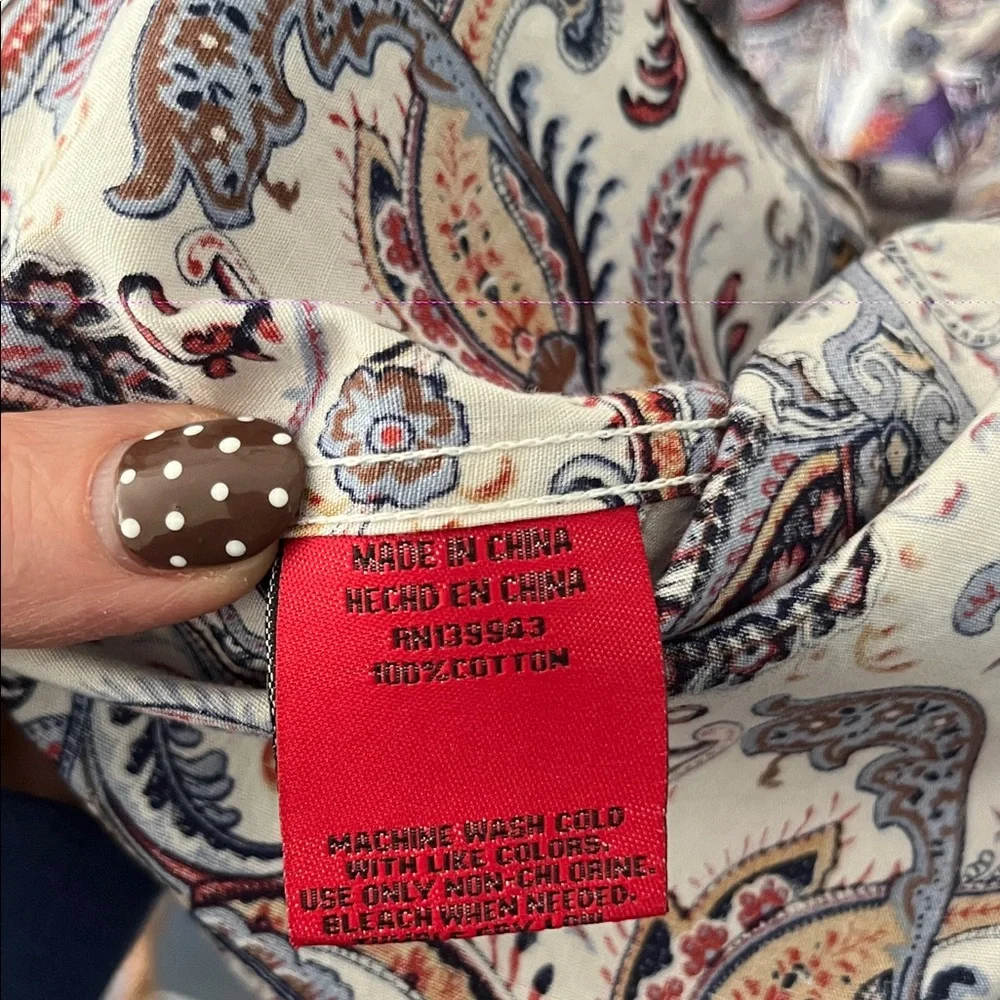 MADE IN CHINA
HECHO EN CHINA
RN139943
100%COTTON
MACHINE WASH COLD
WITH LIKE COLORS.
USE ONLY NON-CHLORINE.
BLEACH WHEN NEEDED.